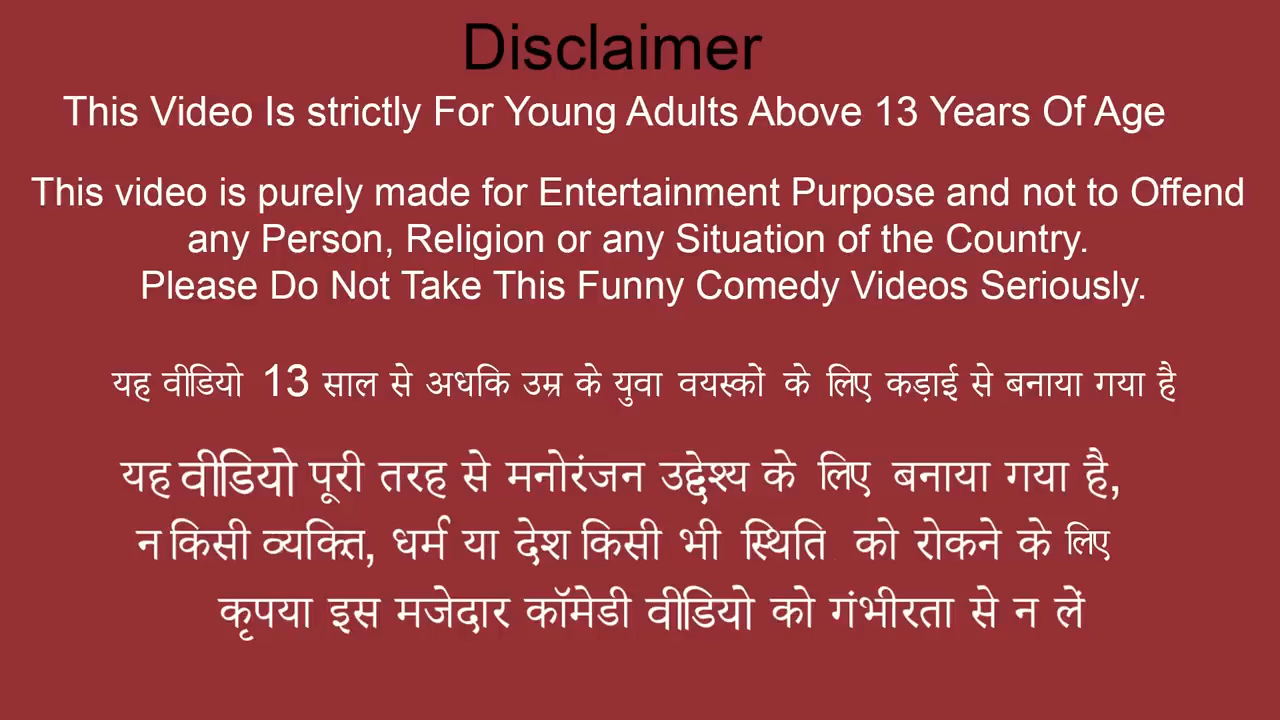 Disclaimer
This Video Is strictly For Young Adults Above 13 Years Of Age
This video is purely made for Entertainment Purpose and not to Offend
any Person, Religion or any Situation of the Country.
Please Do Not Take This Funny Comedy Videos Seriously.
यह वीडियो 13 साल से अधकि उम्र के युवा वयस्कों के लिए कड़ाई से बनाया गया है
यह वीडियो पूरी तरह से मनोरंजन उद्देश्य के लिए बनाया गया है,
न किसी व्यक्ति, धर्म या देश किसी भी स्थिति को रोकने के लिए
कृपया इस मजेदार कॉमेडी वीडियो को गंभीरता से न लें